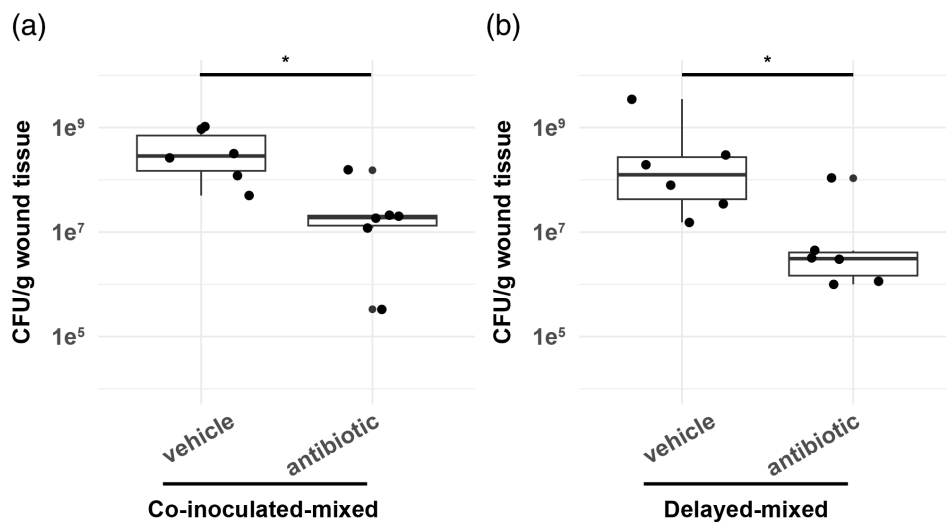 (a)
*
CFU/g wound tissue
1e⁹
1e⁷
1e⁵
vehicle
antibiotic
Co-inoculated-mixed
(b)
*
CFU/g wound tissue
1e⁹
1e⁷
1e⁵
vehicle
antibiotic
Delayed-mixed